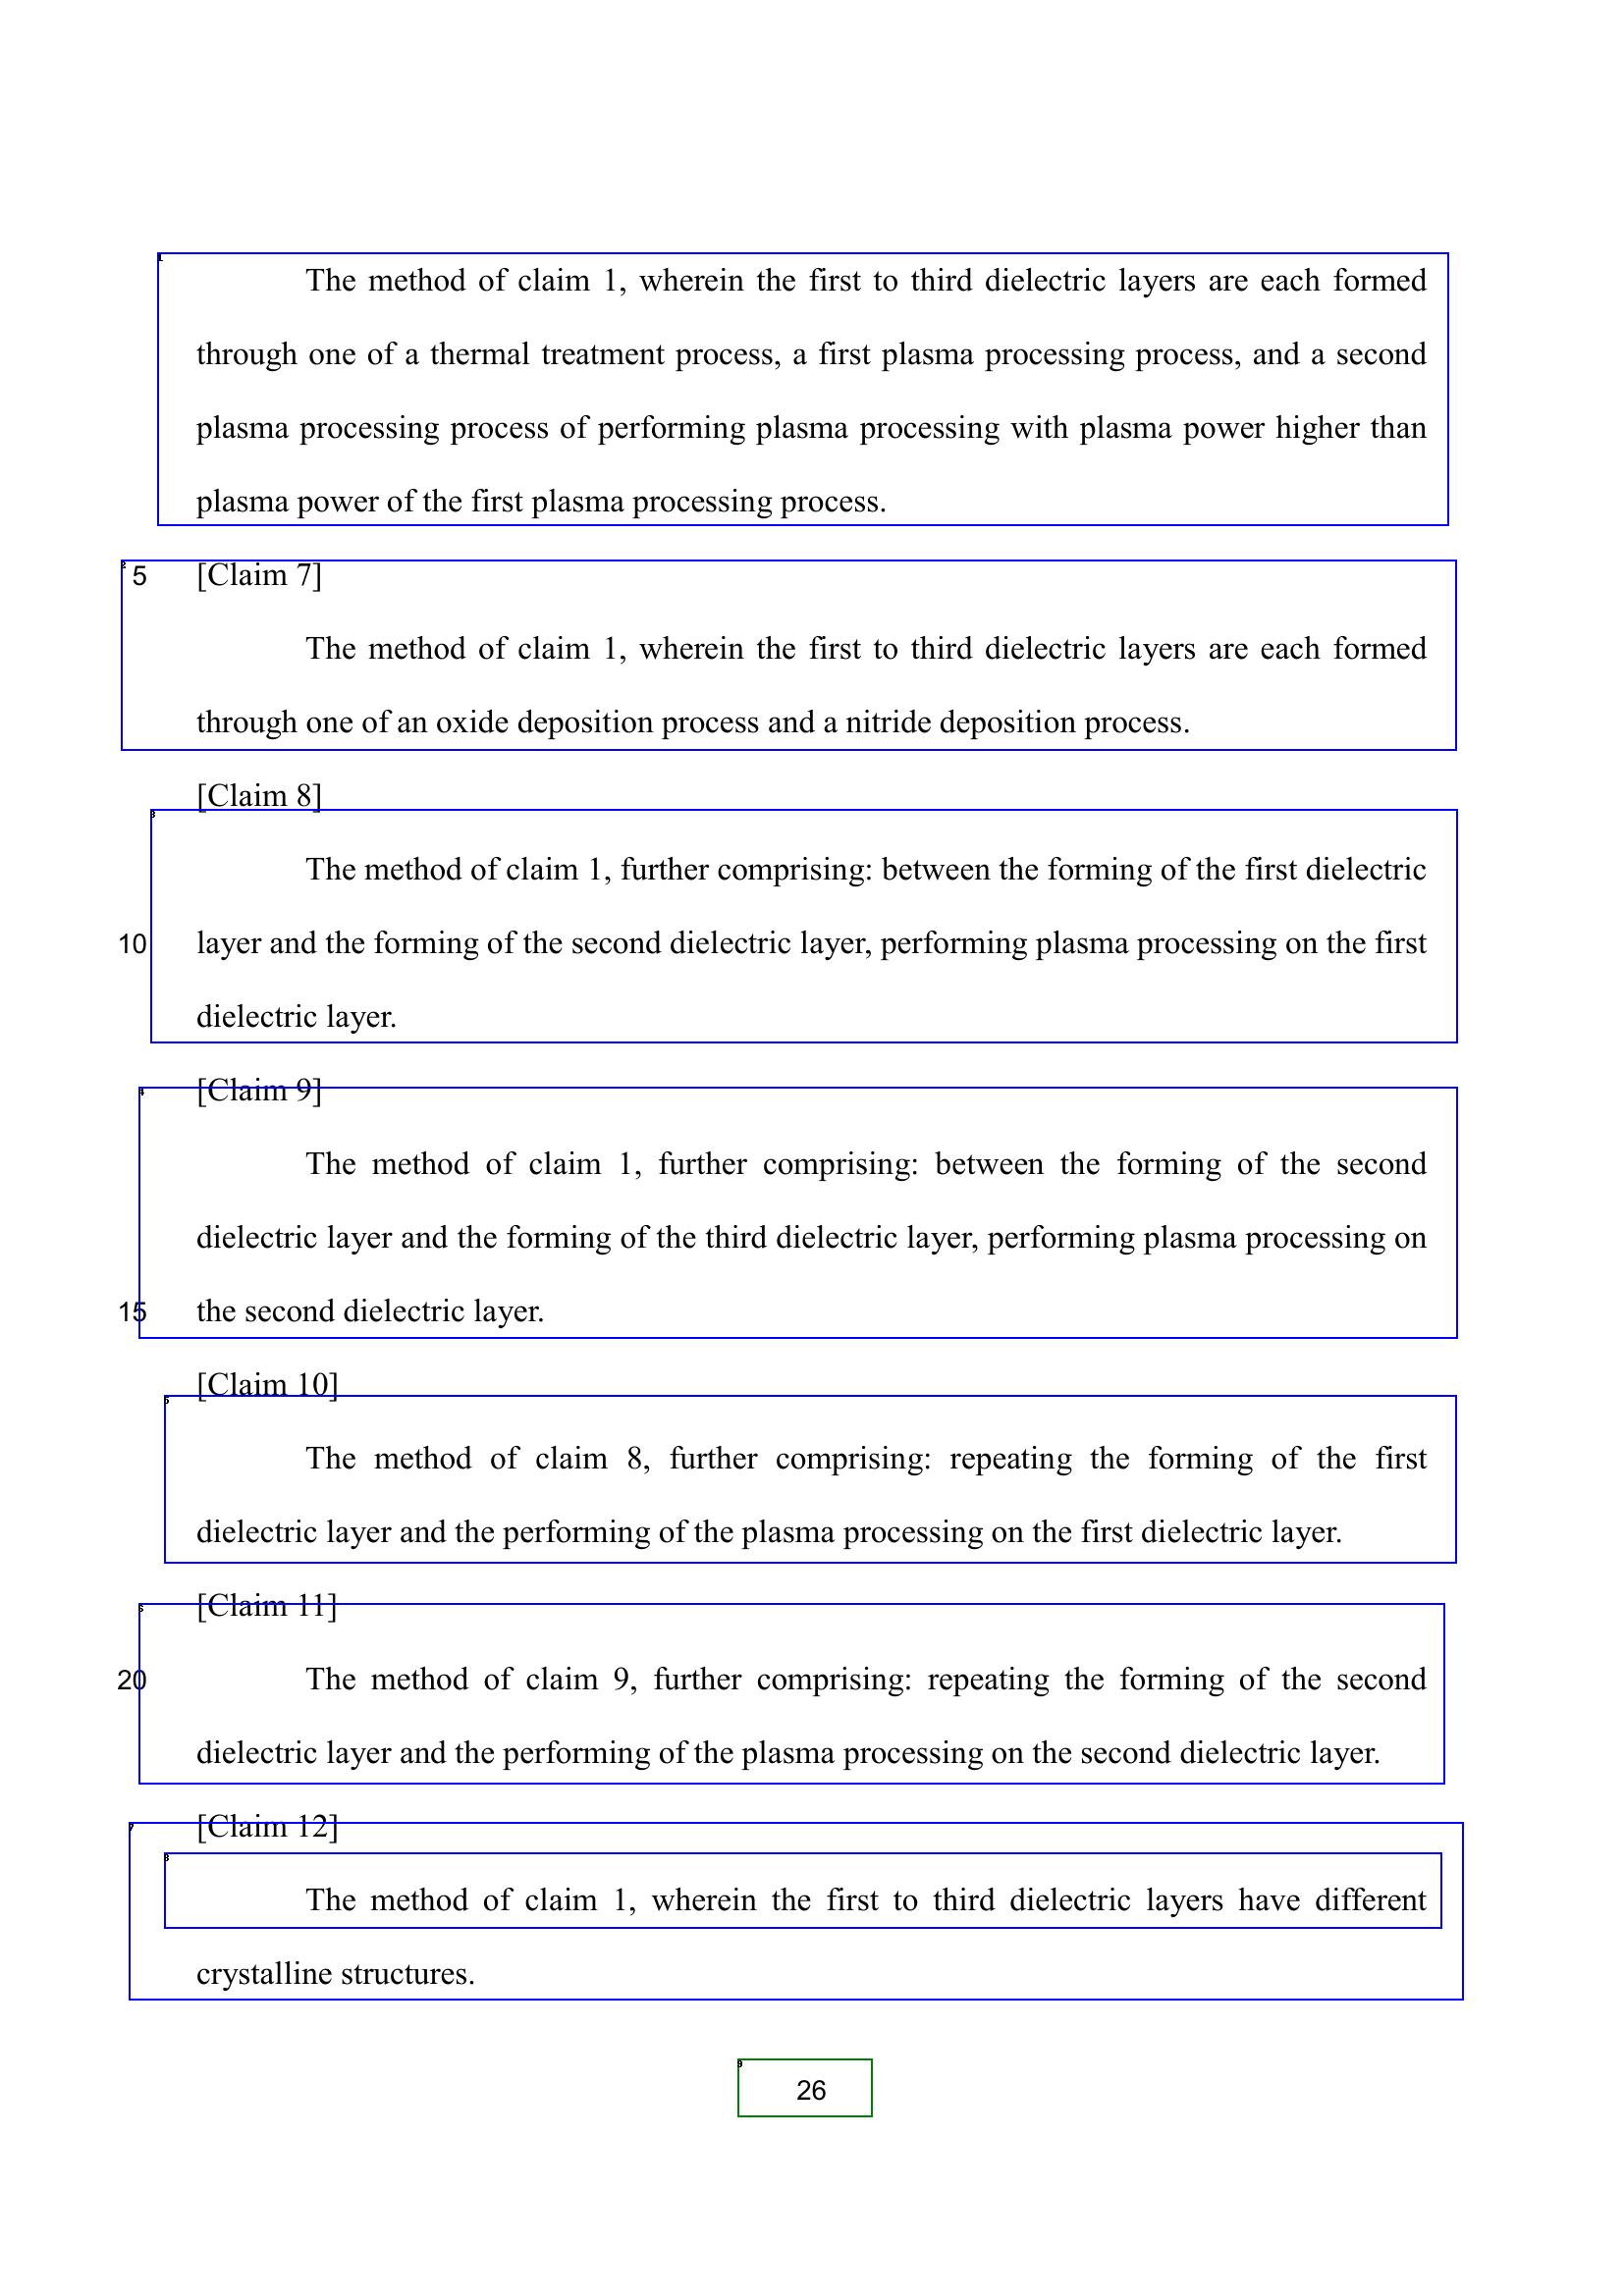 The method of claim 1, wherein the first to third dielectric layers are each formed
through one of a thermal treatment process, a first plasma processing process, and a second
plasma processing process of performing plasma processing with plasma power higher than
plasma power of the first plasma processing process.
5 [Claim 7]
The method of claim 1, wherein the first to third dielectric layers are each formed
through one of an oxide deposition process and a nitride deposition process.
[Claim 8]
The method of claim 1, further comprising: between the forming of the first dielectric
10 layer and the forming of the second dielectric layer, performing plasma processing on the first
dielectric layer.
[Claim 9]
The method of claim 1, further comprising: between the forming of the second
dielectric layer and the forming of the third dielectric layer, performing plasma processing on
15 the second dielectric layer.
[Claim 10]
The method of claim 8, further comprising: repeating the forming of the first
dielectric layer and the performing of the plasma processing on the first dielectric layer.
[Claim 11]
20 The method of claim 9, further comprising: repeating the forming of the second
dielectric layer and the performing of the plasma processing on the second dielectric layer.
[Claim 12]
The method of claim 1, wherein the first to third dielectric layers have different
crystalline structures.
26